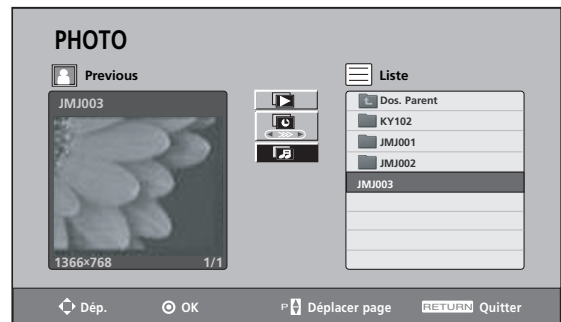 PHOTO
Previous
JMJ003
1366×768 1/1
Liste
Dos. Parent
KY102
JMJ001
JMJ002
JMJ003
Dép. OK P Déplacer page RETURN Quitter